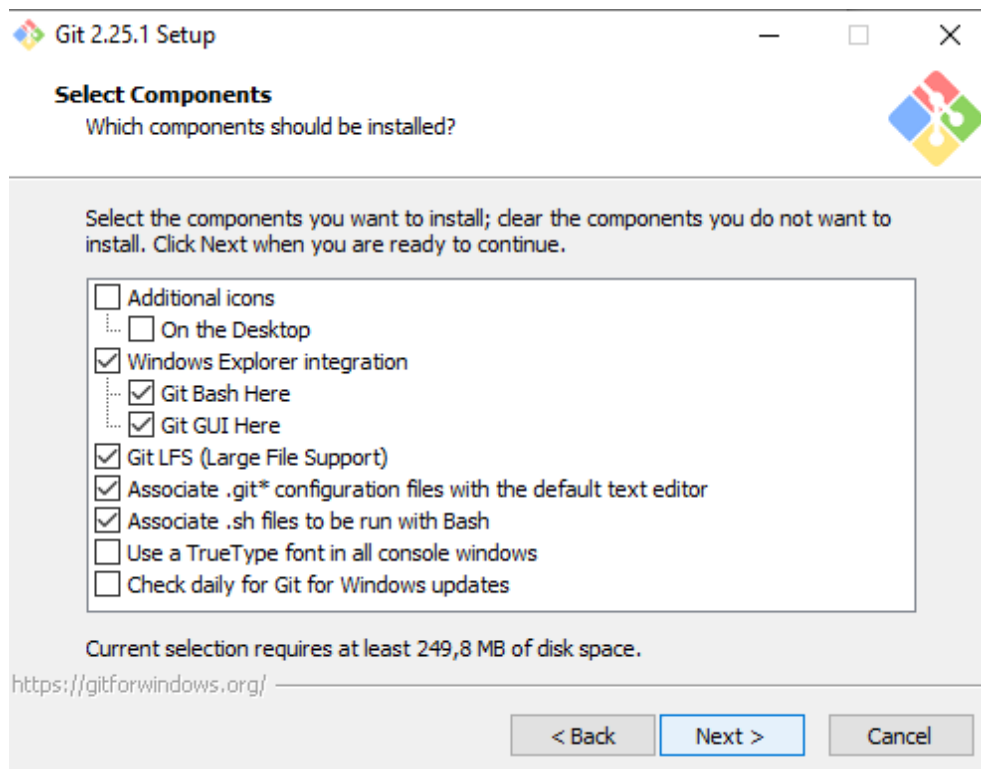 Git 2.25.1 Setup
Select Components
Which components should be installed?
Select the components you want to install; clear the components you do not want to
install. Click Next when you are ready to continue.
Additional icons
On the Desktop
Windows Explorer integration
Git Bash Here
Git GUI Here
Git LFS (Large File Support)
Associate .git* configuration files with the default text editor
Associate .sh files to be run with Bash
Use a TrueType font in all console windows
Check daily for Git for Windows updates
Current selection requires at least 249,8 MB of disk space.
https://gitforwindows.org/
< Back Next > Cancel